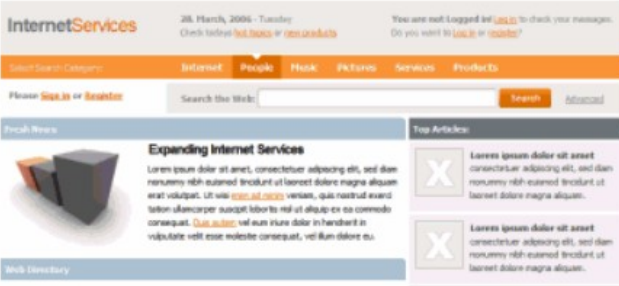 InternetServices
28. March, 2006 - Tuesday
Check todays hot topics or new products
You are not Logged in! Log in to check your messages.
Do you want to Log in or register?
Select Search Category:
Internet People Music Pictures Services Products
Please Sign in or Register
Search the Web:
Search
Advanced
Fresh News
Expanding Internet Services
Lorem ipsum dolor sit amet, consectetuer adipiscing elit, sed diam
nonummy nibh euismod tincidunt ut laoreet dolore magna aliquam
erat volutpat. Ut wisi enim ad minim veniam, quis nostrud exerci
tation ullamcorper suscipit lobortis nisl ut aliquip ex ea commodo
consequat. Duis autem vel eum iriure dolor in hendrerit in
vulputate velit esse molestie consequat, vel illum dolore eu.
Web Directory
Top Articles:
Lorem ipsum dolor sit amet
consectetuer adipiscing elit, sed diam
nonummy nibh euismod tincidunt ut
laoreet dolore magna aliquam.
Lorem ipsum dolor sit amet
consectetuer adipiscing elit, sed diam
nonummy nibh euismod tincidunt ut
laoreet dolore magna aliquam.